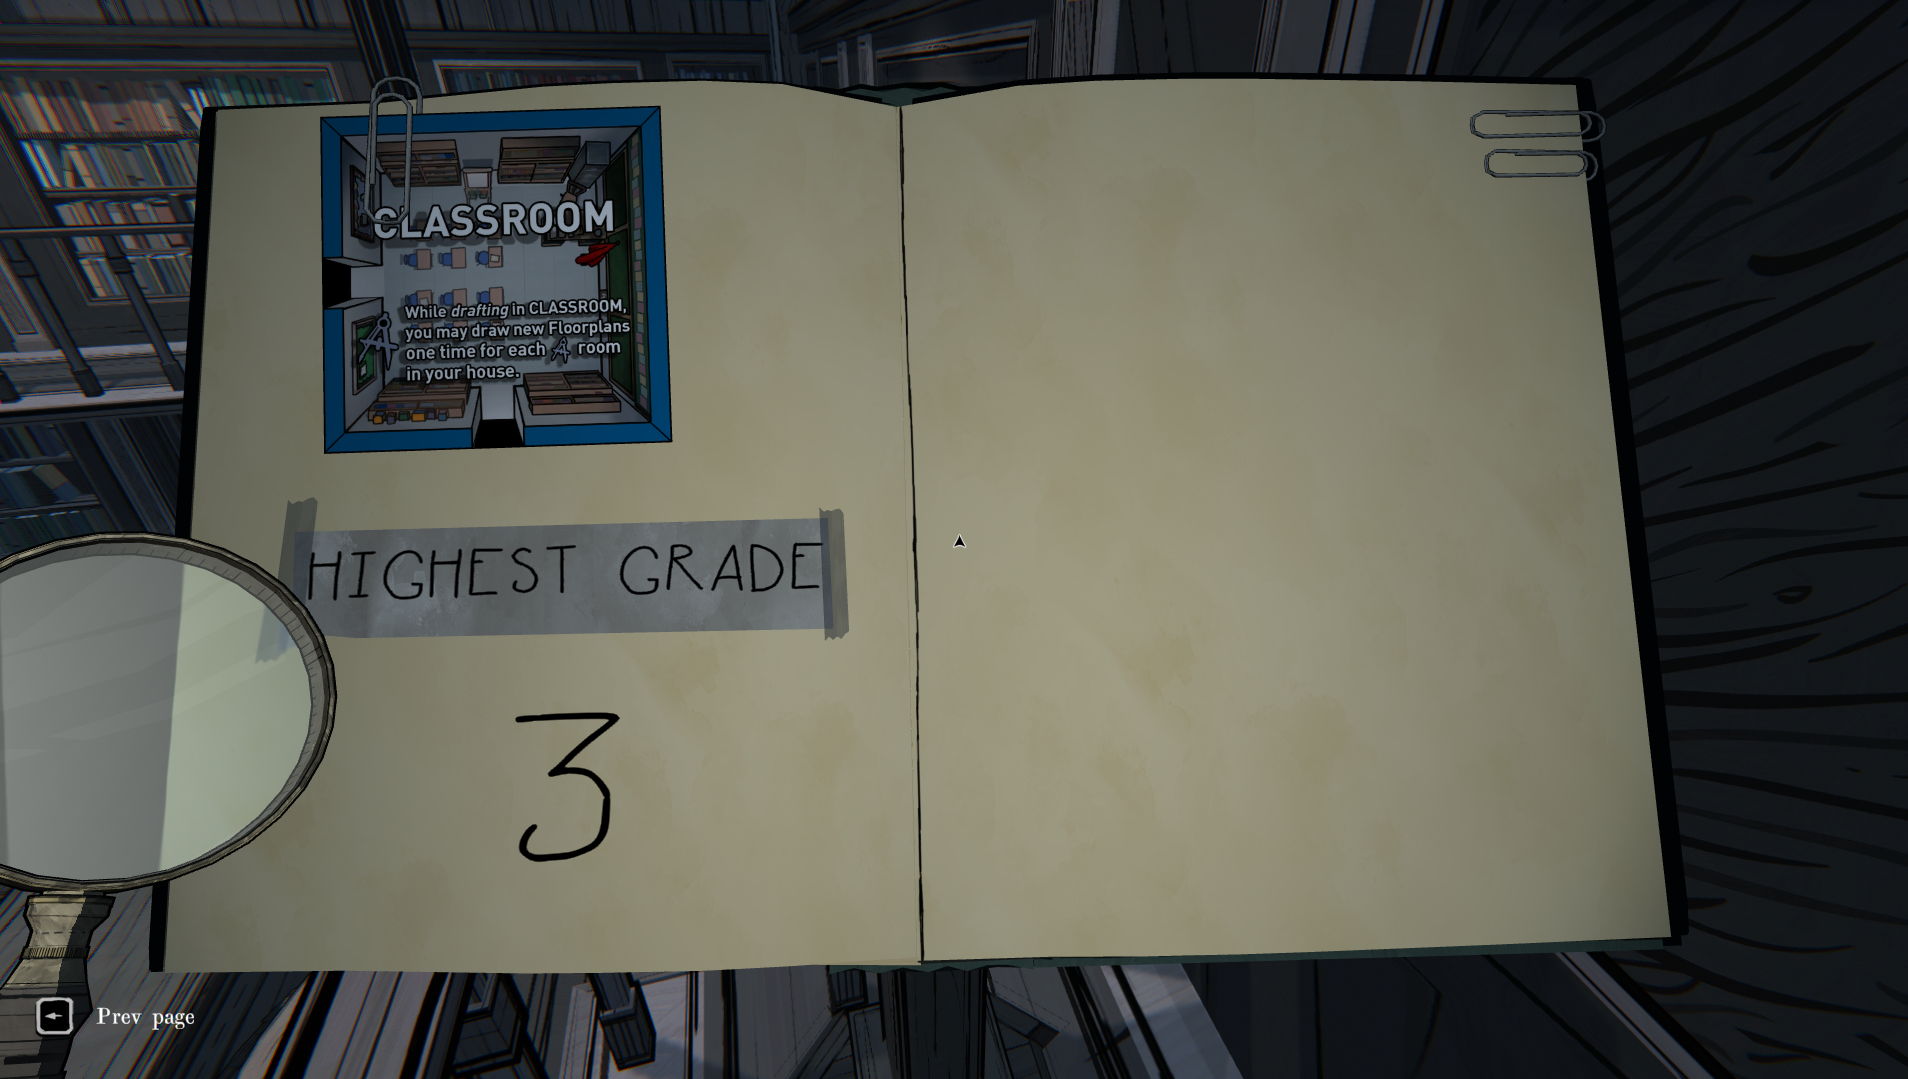 CLASSROOM
While drafting in CLASSROOM,
you may draw new Floorplans
one time for each room
in your house.
HIGHEST GRADE
3
Prev page